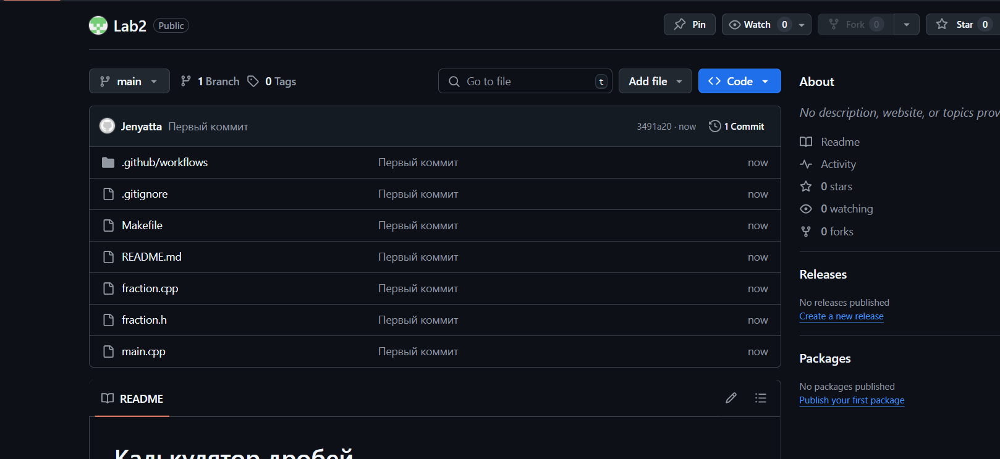 Lab2 Public
Pin Watch 0 Fork 0 Star 0
main 1 Branch 0 Tags Go to file t Add file Code
Jenyatta Первый коммит 3491a20 · now 1 Commit
.github/workflows Первый коммит now
.gitignore Первый коммит now
Makefile Первый коммит now
README.md Первый коммит now
fraction.cpp Первый коммит now
fraction.h Первый коммит now
main.cpp Первый коммит now
README
Калькулятор дробей
About
No description, website, or topics prov
Readme
Activity
0 stars
0 watching
0 forks
Releases
No releases published
Create a new release
Packages
No packages published
Publish your first package